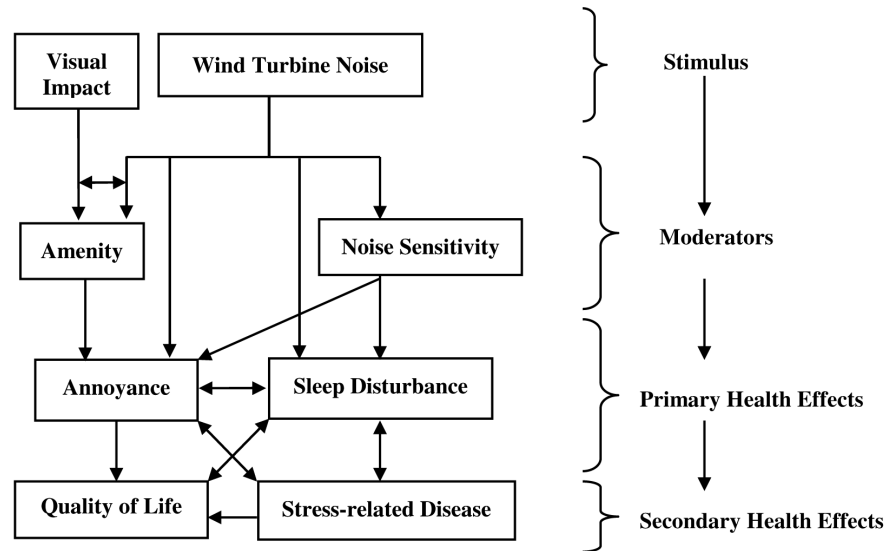 Visual
Impact
Wind Turbine Noise
Stimulus
Amenity
Noise Sensitivity
Moderators
Annoyance
Sleep Disturbance
Primary Health Effects
Quality of Life
Stress-related Disease
Secondary Health Effects